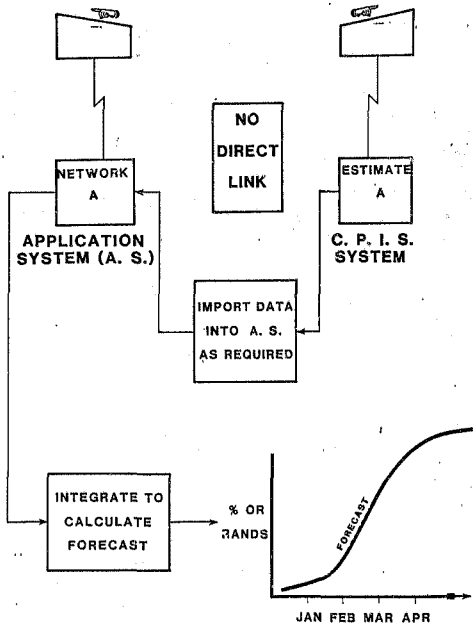 NO
DIRECT
LINK
NETWORK
A
ESTIMATE
A
APPLICATION
SYSTEM (A. S.)
C. P. I. S.
SYSTEM
IMPORT DATA
INTO A. S.
AS REQUIRED
INTEGRATE TO
CALCULATE
FORECAST
% OR
RANDS
FORECAST
JAN FEB MAR APR